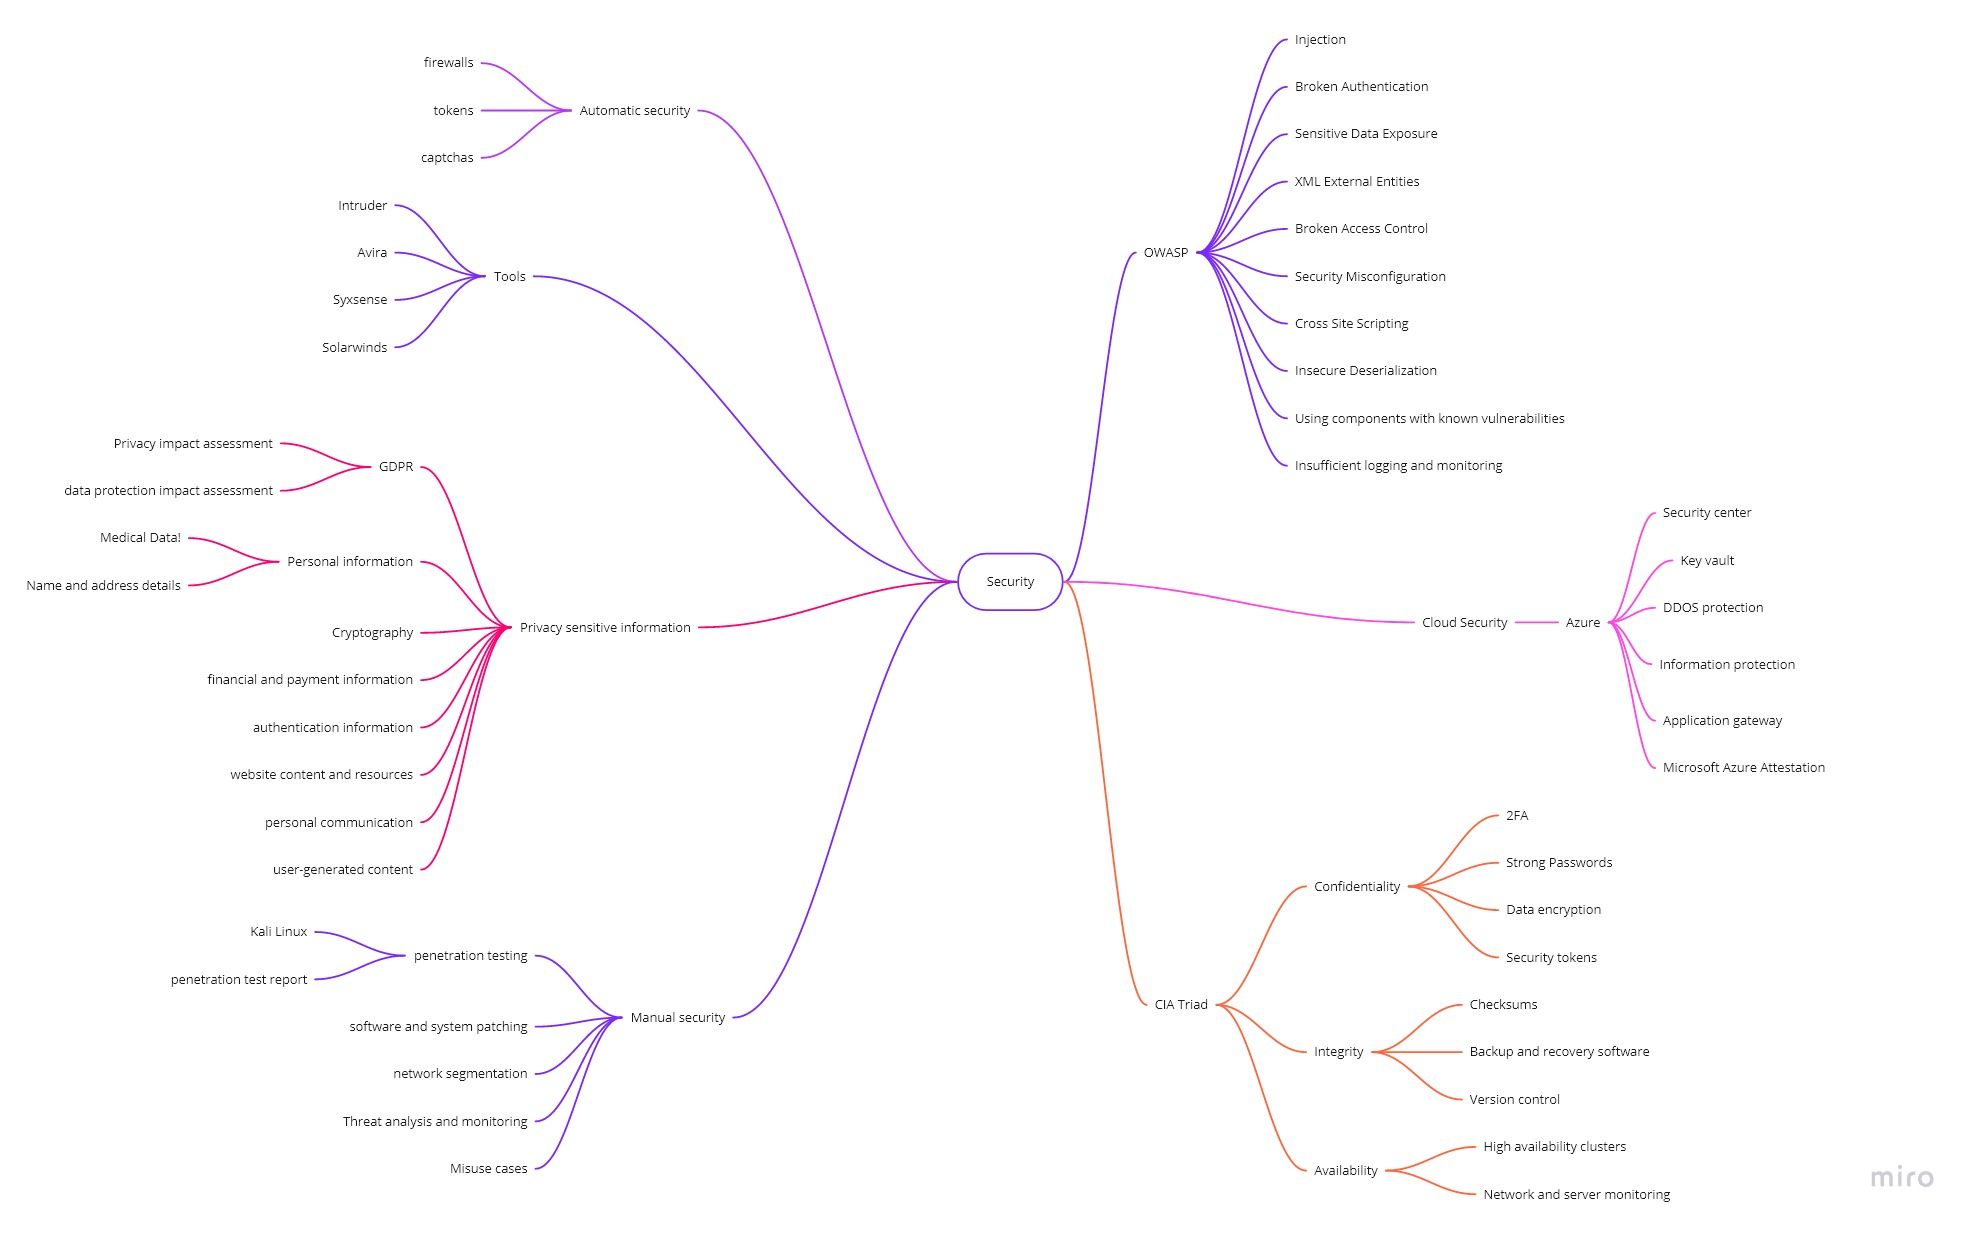 Security
Automatic security
firewalls
tokens
captchas
Tools
Intruder
Avira
Syxsense
Solarwinds
Privacy sensitive information
GDPR
Privacy impact assessment
data protection impact assessment
Personal information
Medical Data!
Name and address details
Cryptography
financial and payment information
authentication information
website content and resources
personal communication
user-generated content
Manual security
penetration testing
Kali Linux
penetration test report
software and system patching
network segmentation
Threat analysis and monitoring
Misuse cases
OWASP
Injection
Broken Authentication
Sensitive Data Exposure
XML External Entities
Broken Access Control
Security Misconfiguration
Cross Site Scripting
Insecure Deserialization
Using components with known vulnerabilities
Insufficient logging and monitoring
Cloud Security
Azure
Security center
Key vault
DDOS protection
Information protection
Application gateway
Microsoft Azure Attestation
CIA Triad
Confidentiality
2FA
Strong Passwords
Data encryption
Security tokens
Integrity
Checksums
Backup and recovery software
Version control
Availability
High availability clusters
Network and server monitoring
miro